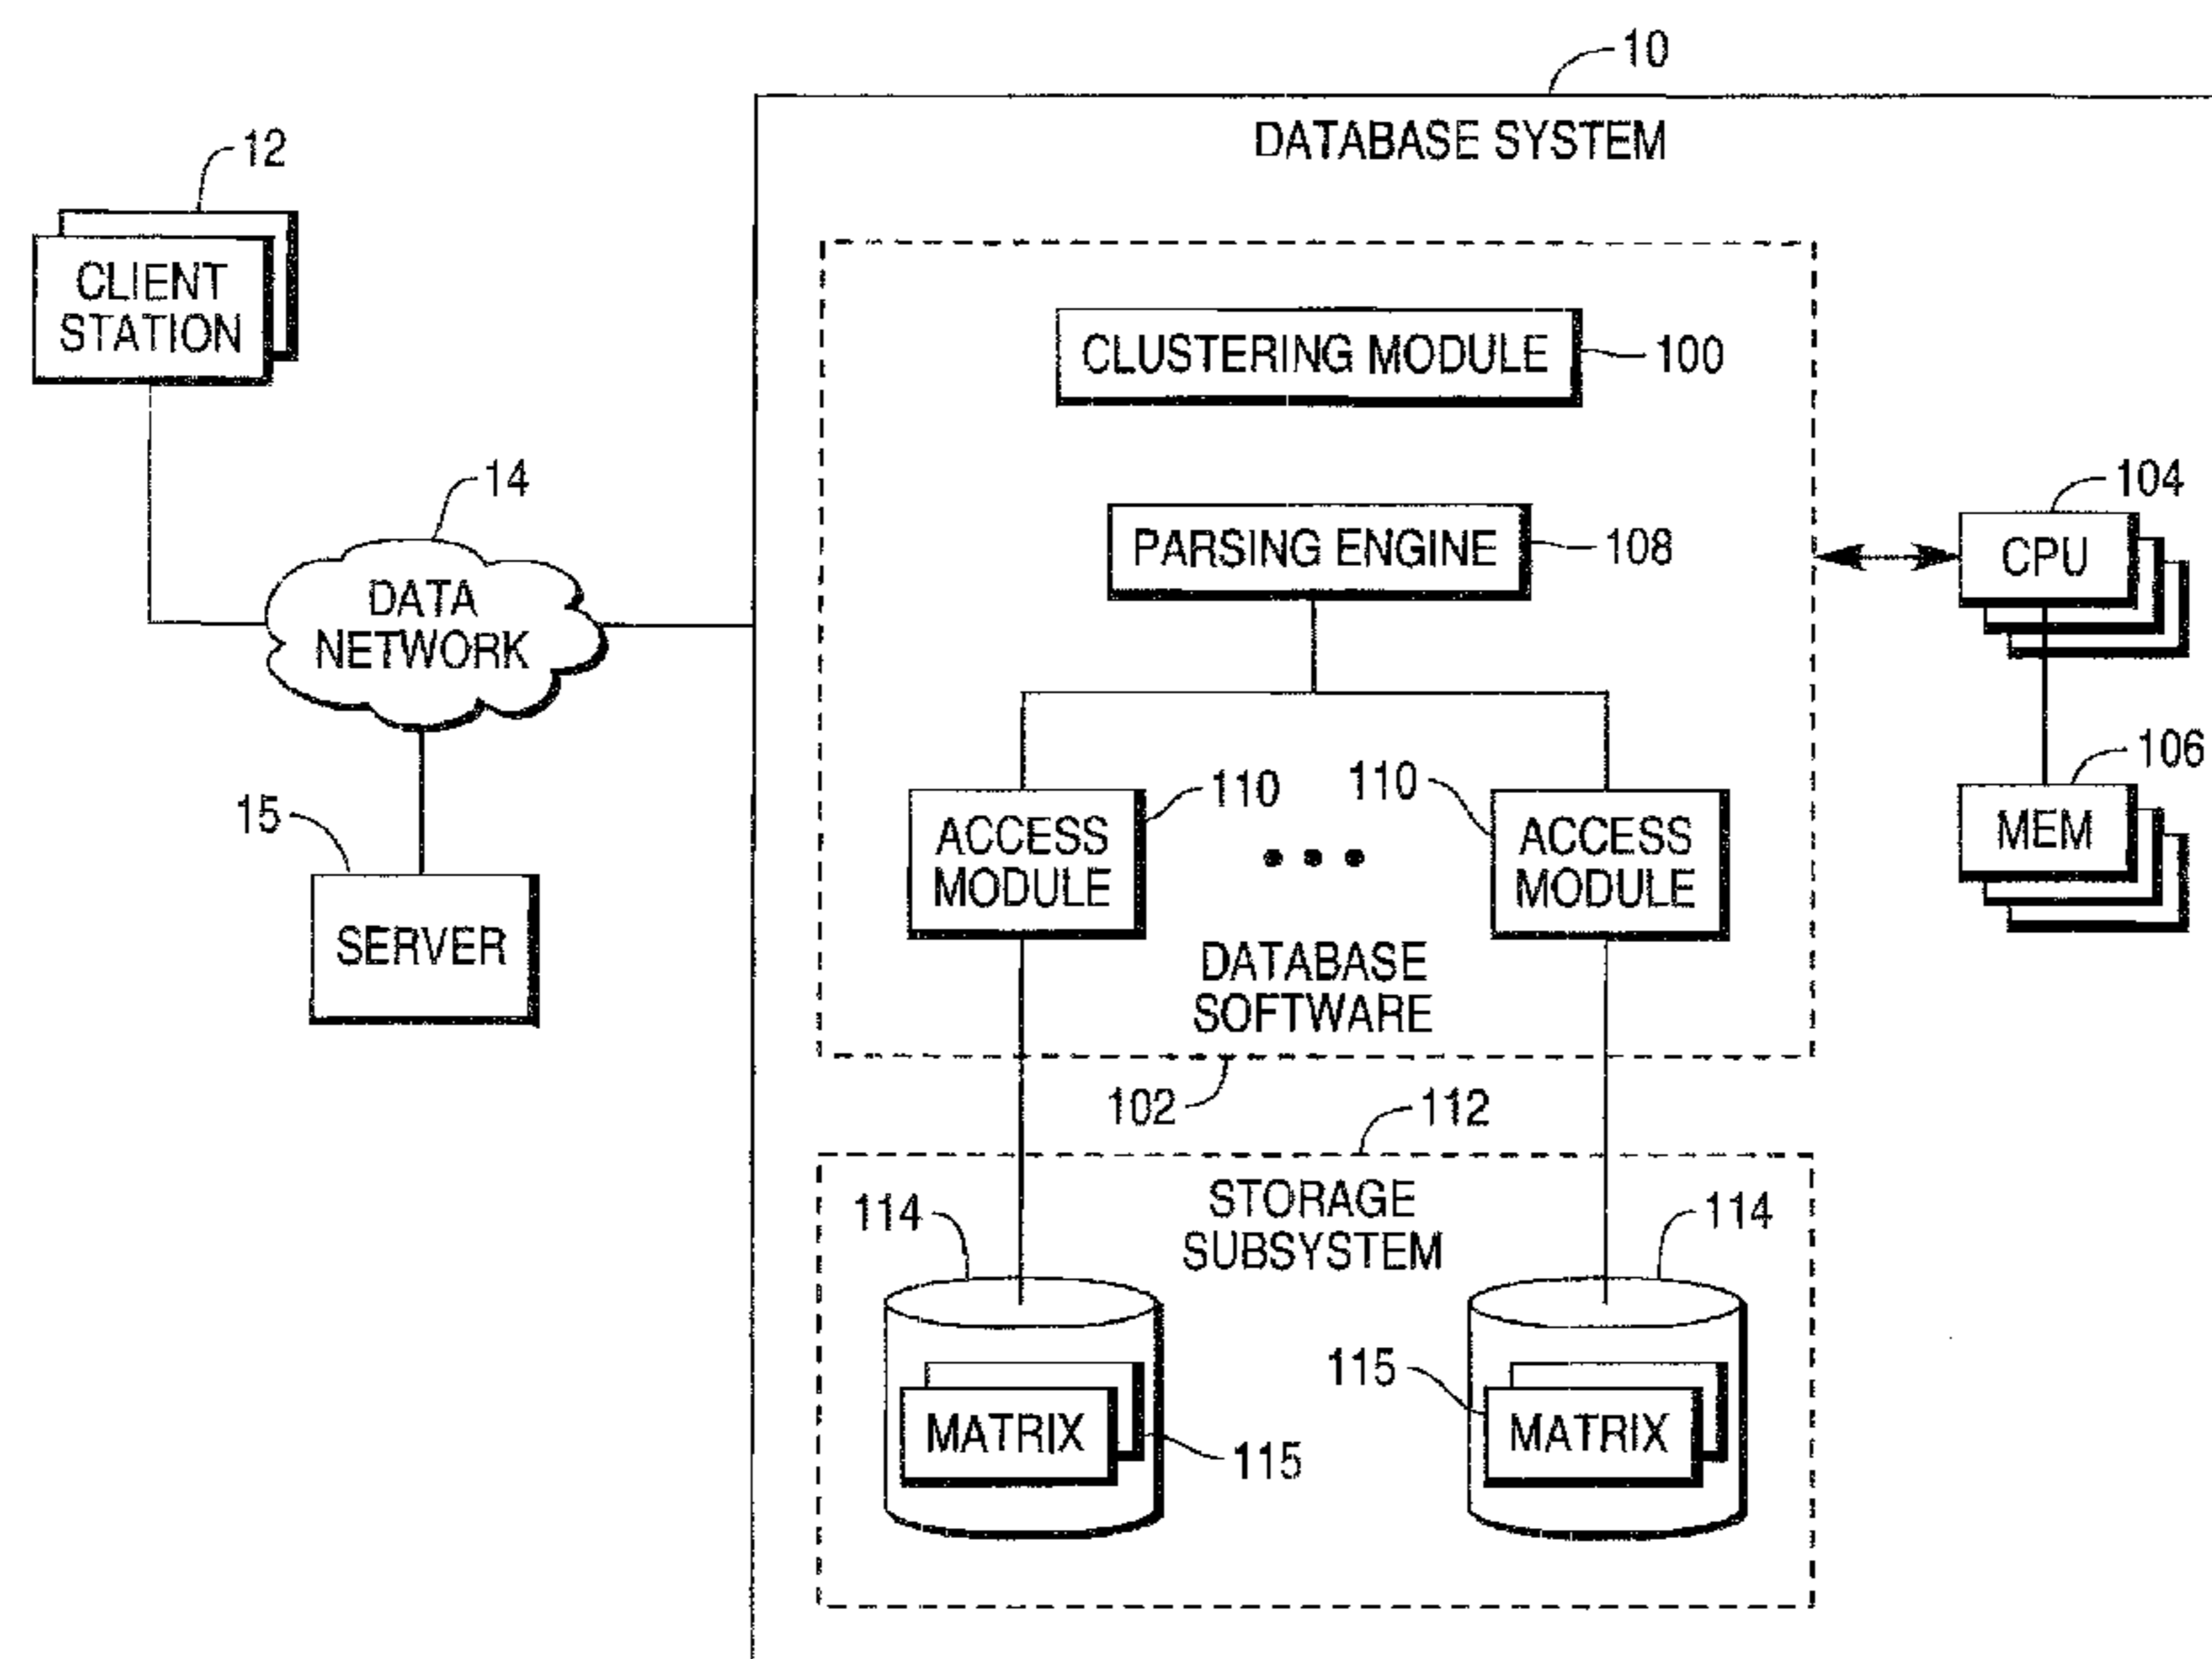 10
DATABASE SYSTEM
12
CLIENT
STATION
CLUSTERING MODULE
100
14
DATA
NETWORK
PARSING ENGINE
108
104
CPU
106
MEM
15
SERVER
110
110
ACCESS
MODULE
ACCESS
MODULE
DATABASE
SOFTWARE
102
112
STORAGE
SUBSYSTEM
114
114
MATRIX
115
115
MATRIX